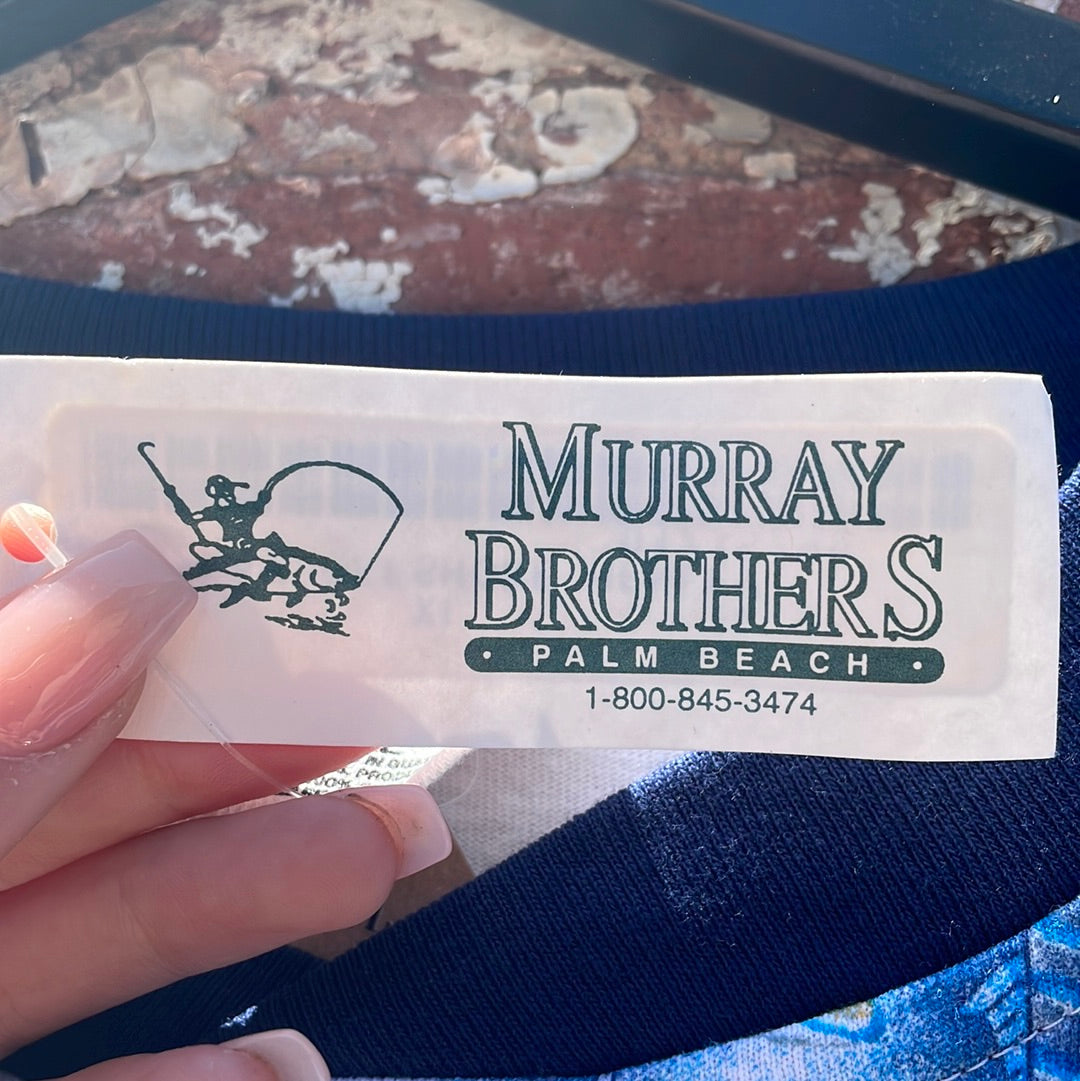 MURRAY
BROTHERS
• PALM BEACH •
1-800-845-3474